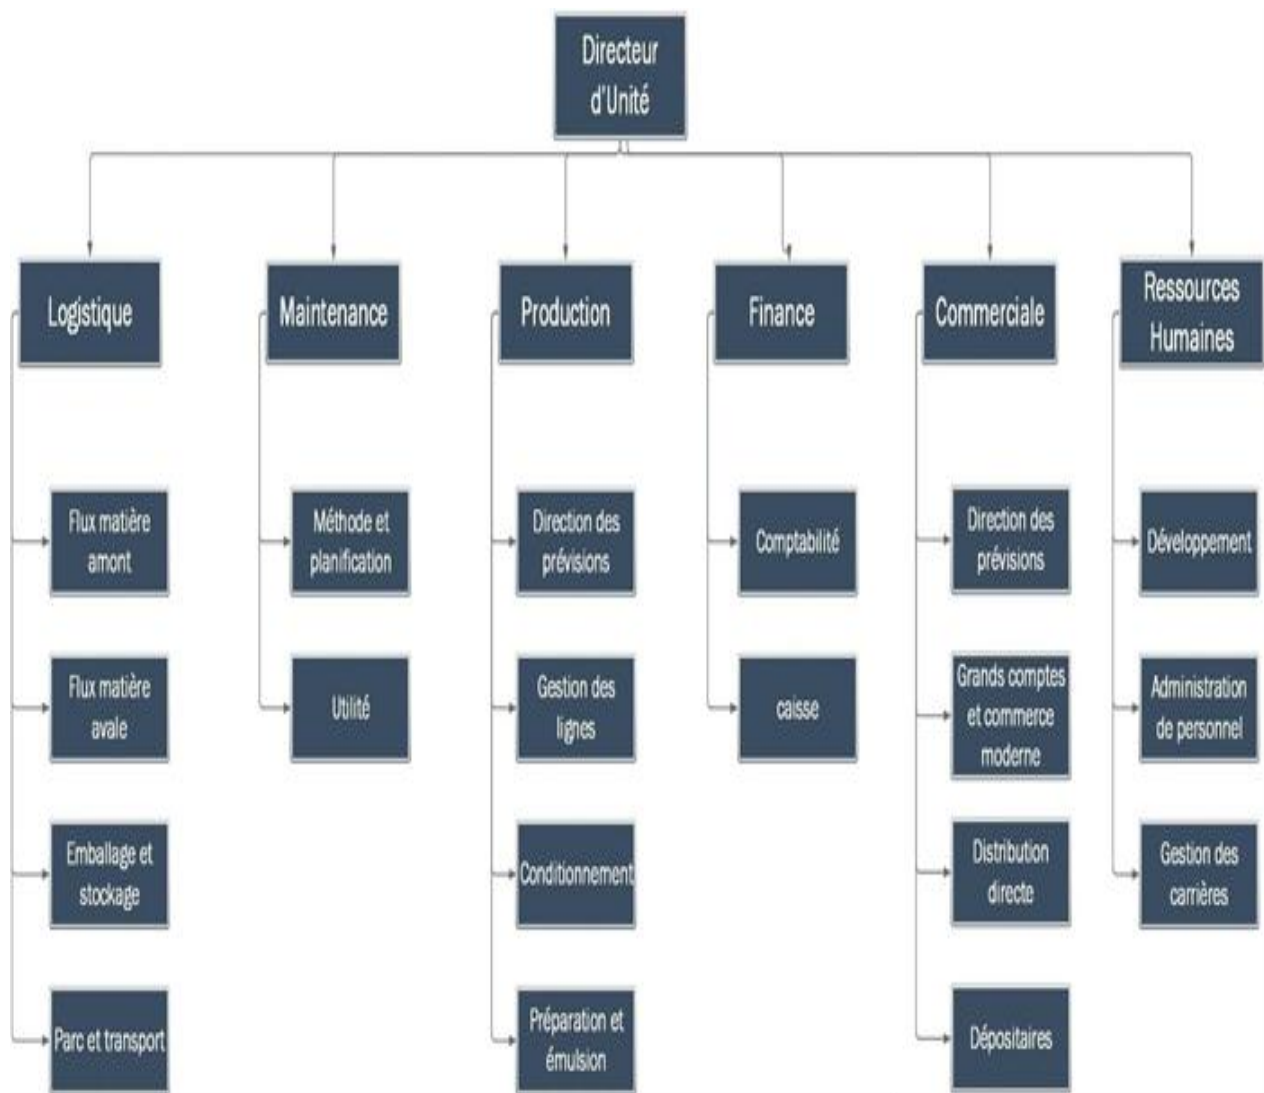 Directeur
d'Unité
Logistique
Maintenance
Production
Finance
Commerciale
Ressources
Humaines
Flux matière
amont
Méthode et
planification
Direction des
prévisions
Comptabilité
Direction des
prévisions
Développement
Flux matière
avale
Utilité
Gestion des
lignes
caisse
Grands comptes
et commerce
moderne
Administration
de personnel
Emballage et
stockage
Conditionnement
Distribution
directe
Gestion des
carrières
Parc et transport
Préparation et
émulsion
Dépositaires